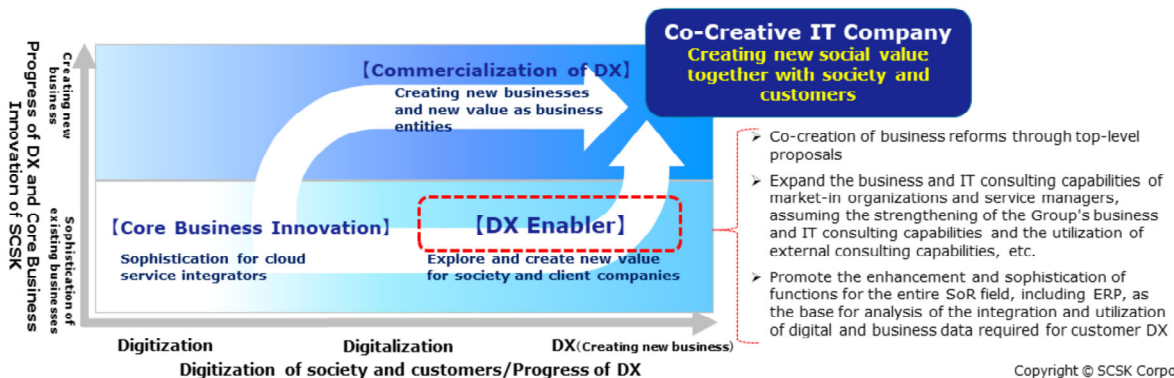 Co-Creative IT Company
Creating new social value
together with society and
customers
Progress of DX and Core Business
Innovation of SCSK
Creating new
business
Sophistication of
existing businesses
【Commercialization of DX】
Creating new businesses
and new value as business
entities
【Core Business Innovation】
Sophistication for cloud
service integrators
【DX Enabler】
Explore and create new value
for society and client companies
➢ Co-creation of business reforms through top-level
proposals
➢ Expand the business and IT consulting capabilities of
market-in organizations and service managers,
assuming the strengthening of the Group's business
and IT consulting capabilities and the utilization of
external consulting capabilities, etc.
➢ Promote the enhancement and sophistication of
functions for the entire SoR field, including ERP, as
the base for analysis of the integration and utilization
of digital and business data required for customer DX
Digitization
Digitalization
DX(Creating new business)
Digitization of society and customers/Progress of DX
Copyright © SCSK Corpo